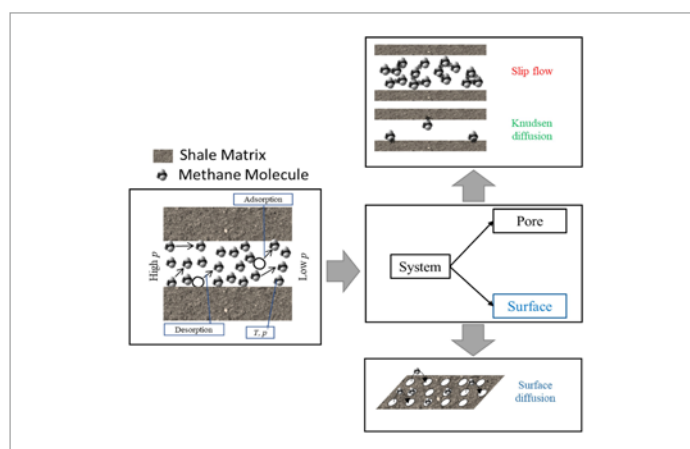 Slip flow
Knudsen
diffusion
Shale Matrix
Methane Molecule
Adsorption
High p
Low p
Desorption
T, p
System
Pore
Surface
Surface
diffusion